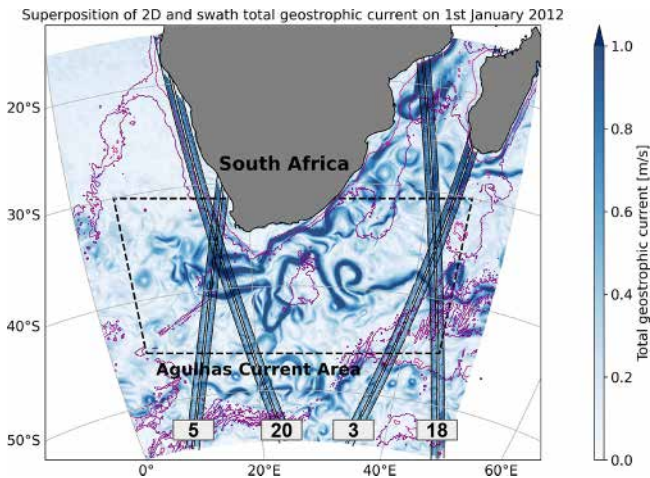 Superposition of 2D and swath total geostrophic current on 1st January 2012
20°S
30°S
40°S
50°S
South Africa
Agulhas Current Area
5
20
3
18
0°
20°E
40°E
60°E
1.0
0.8
0.6
0.4
0.2
0.0
Total geostrophic current [m/s]